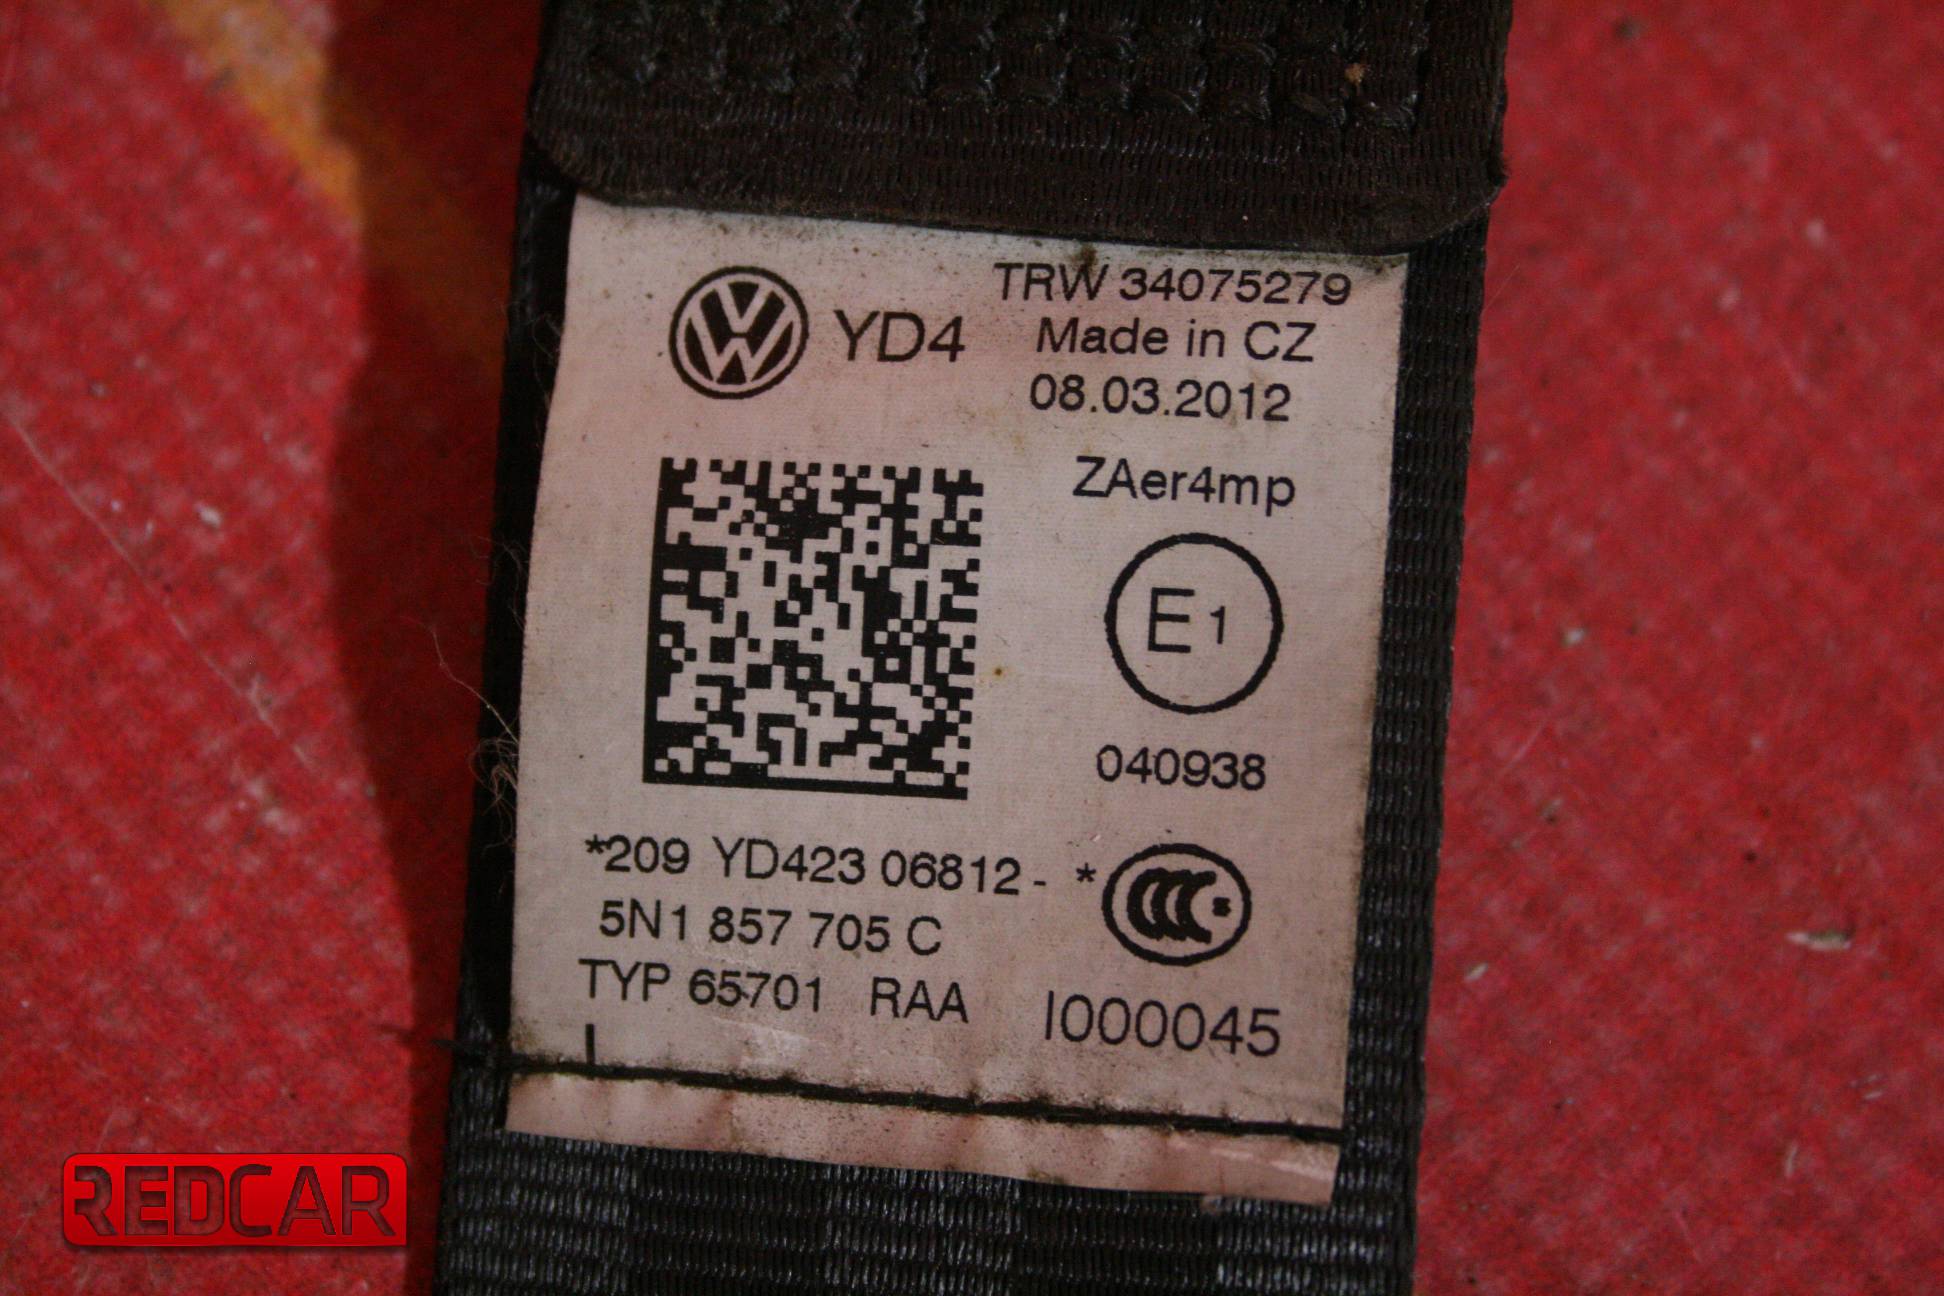 TRW 34075279
YD4
Made in CZ
08.03.2012
ZAer4mp
E1
040938
*209 YD423 06812- *
5N1 857 705 C
CCC S
TYP 65701 RAA
I000045
REDCAR